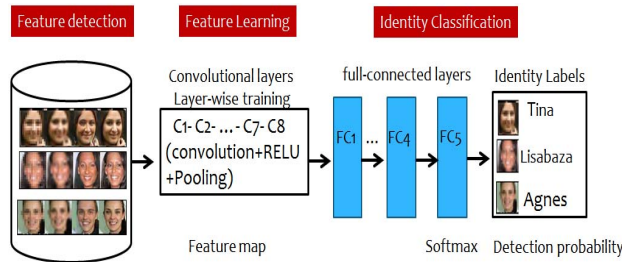 Feature detection
Feature Learning
Identity Classification
Convolutional layers
Layer-wise training
full-connected layers
Identity Labels
C1- C2- ... - C7- C8
(convolution+RELU
+Pooling)
FC1
...
FC4
FC5
Tina
Lisabaza
Agnes
Feature map
Softmax
Detection probability